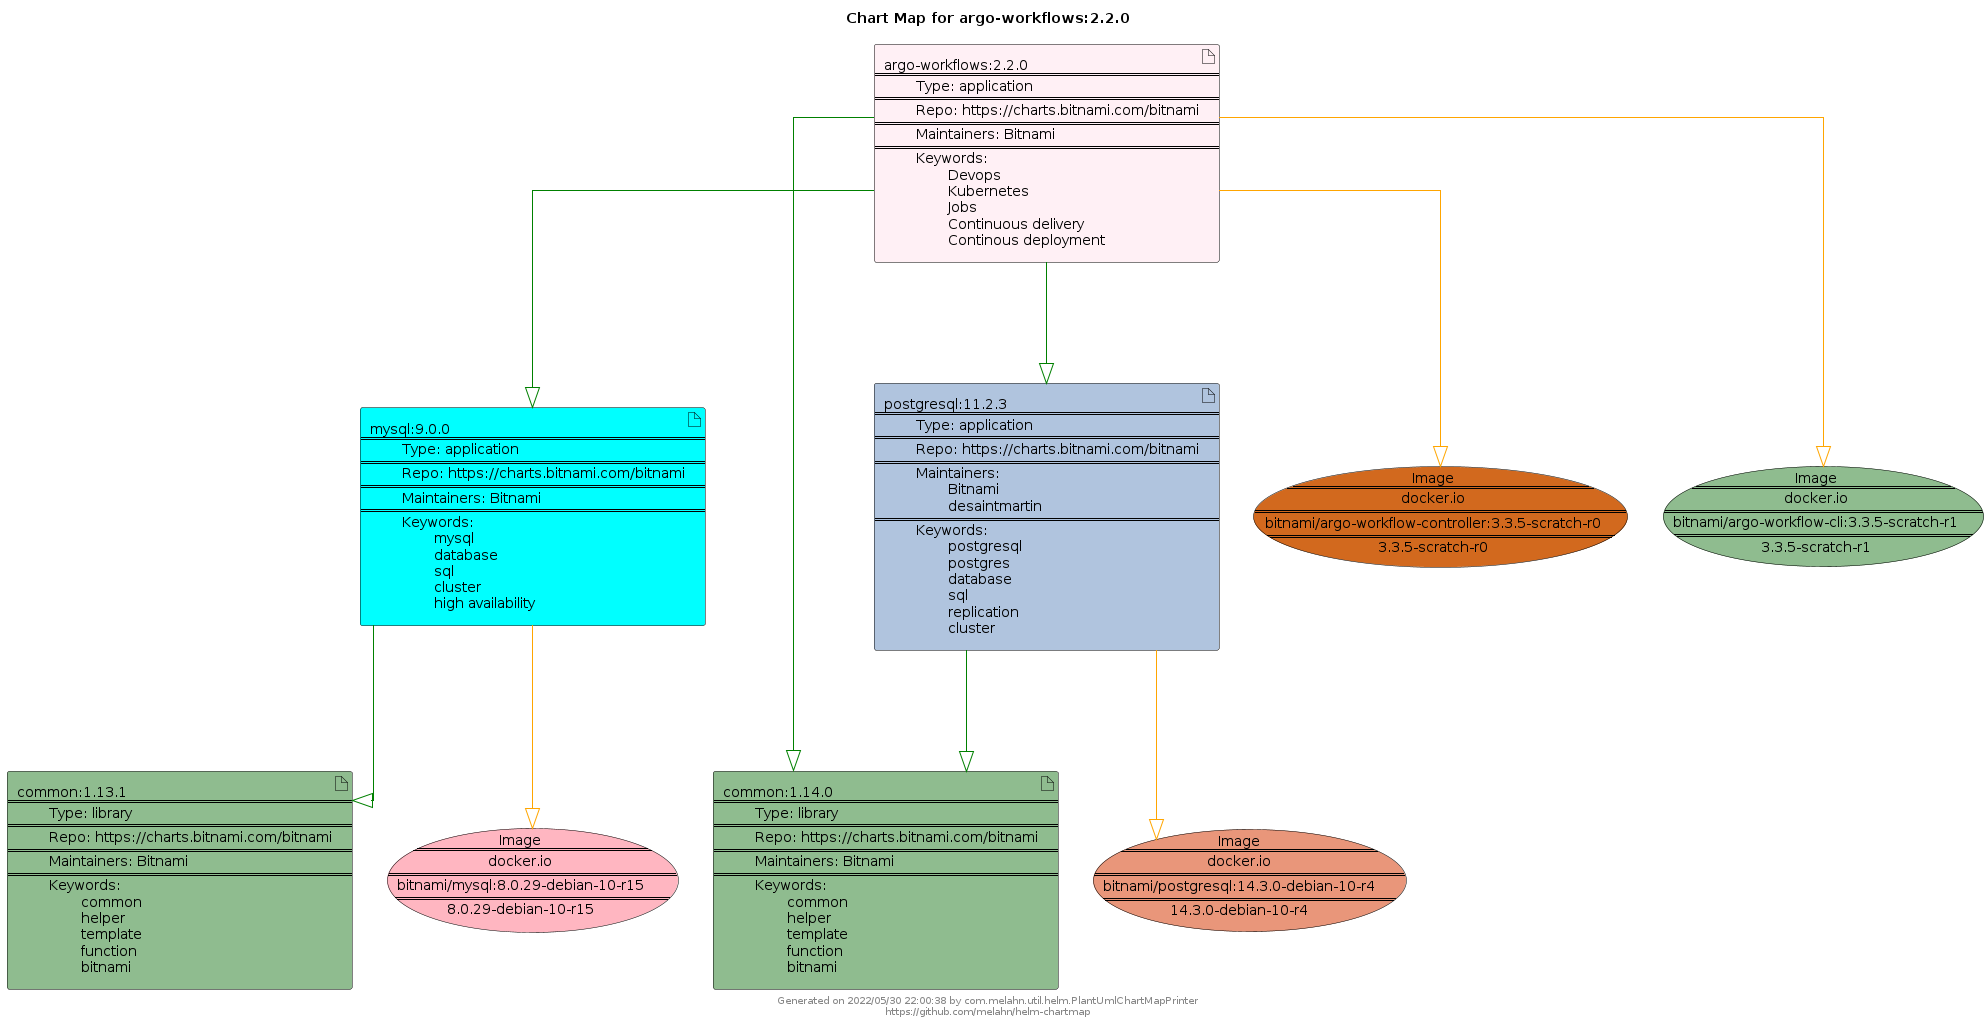 Chart Map for argo-workflows:2.2.0
argo-workflows:2.2.0
Type: application
Repo: https://charts.bitnami.com/bitnami
Maintainers: Bitnami
Keywords:
Devops
Kubernetes
Jobs
Continuous delivery
Continous deployment
mysql:9.0.0
Type: application
Repo: https://charts.bitnami.com/bitnami
Maintainers: Bitnami
Keywords:
mysql
database
sql
cluster
high availability
postgresql:11.2.3
Type: application
Repo: https://charts.bitnami.com/bitnami
Maintainers:
Bitnami
desaintmartin
Keywords:
postgresql
postgres
database
sql
replication
cluster
Image
docker.io
bitnami/argo-workflow-controller:3.3.5-scratch-r0
3.3.5-scratch-r0
Image
docker.io
bitnami/argo-workflow-cli:3.3.5-scratch-r1
3.3.5-scratch-r1
common:1.13.1
Type: library
Repo: https://charts.bitnami.com/bitnami
Maintainers: Bitnami
Keywords:
common
helper
template
function
bitnami
Image
docker.io
bitnami/mysql:8.0.29-debian-10-r15
8.0.29-debian-10-r15
common:1.14.0
Type: library
Repo: https://charts.bitnami.com/bitnami
Maintainers: Bitnami
Keywords:
common
helper
template
function
bitnami
Image
docker.io
bitnami/postgresql:14.3.0-debian-10-r4
14.3.0-debian-10-r4
Generated on 2022/05/30 22:00:38 by com.melahn.util.helm.PlantUmlChartMapPrinter
https://github.com/melahn/helm-chartmap